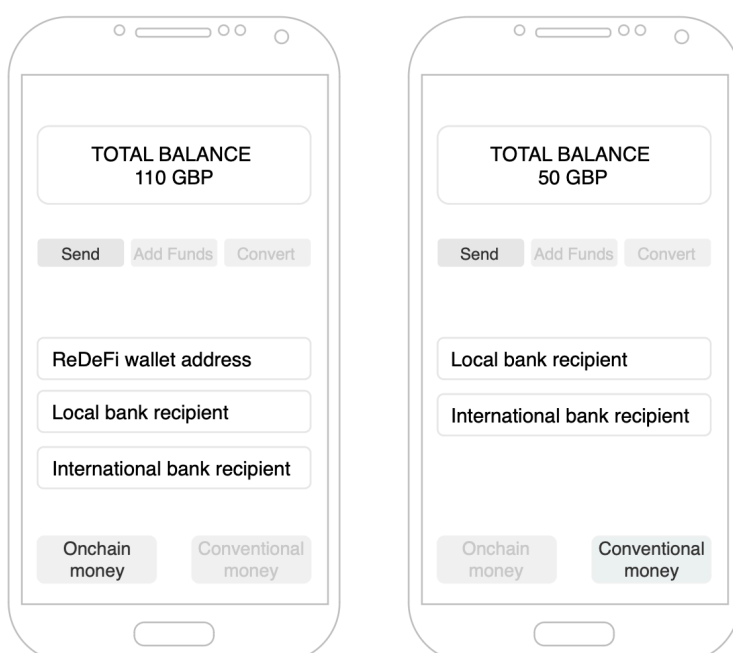 TOTAL BALANCE
110 GBP
Send
Add Funds
Convert
ReDeFi wallet address
Local bank recipient
International bank recipient
Onchain
money
Conventional
money
TOTAL BALANCE
50 GBP
Send
Add Funds
Convert
Local bank recipient
International bank recipient
Onchain
money
Conventional
money